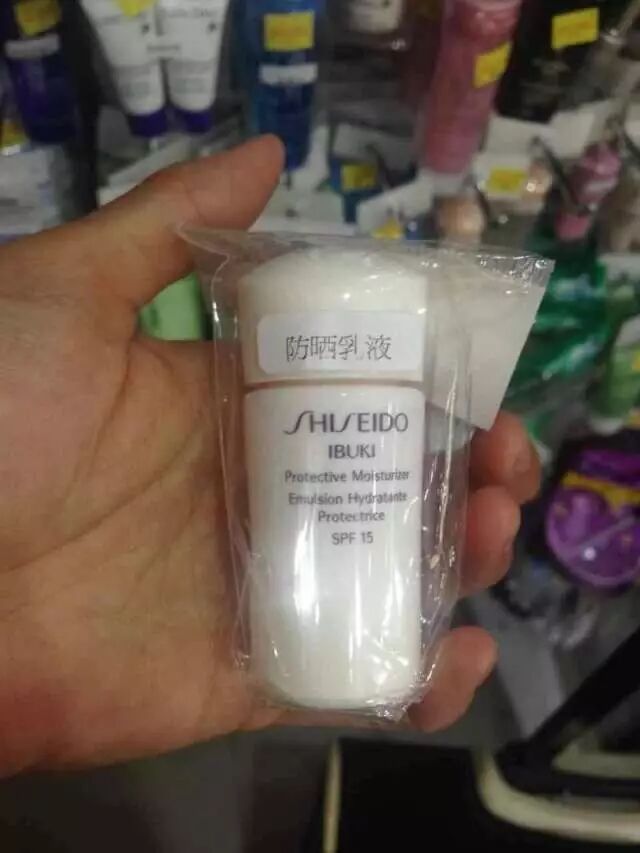 防晒乳液
SHISEIDO
IBUKI
Protective Moisturizer
Emulsion Hydratante
Protectrice
SPF 15